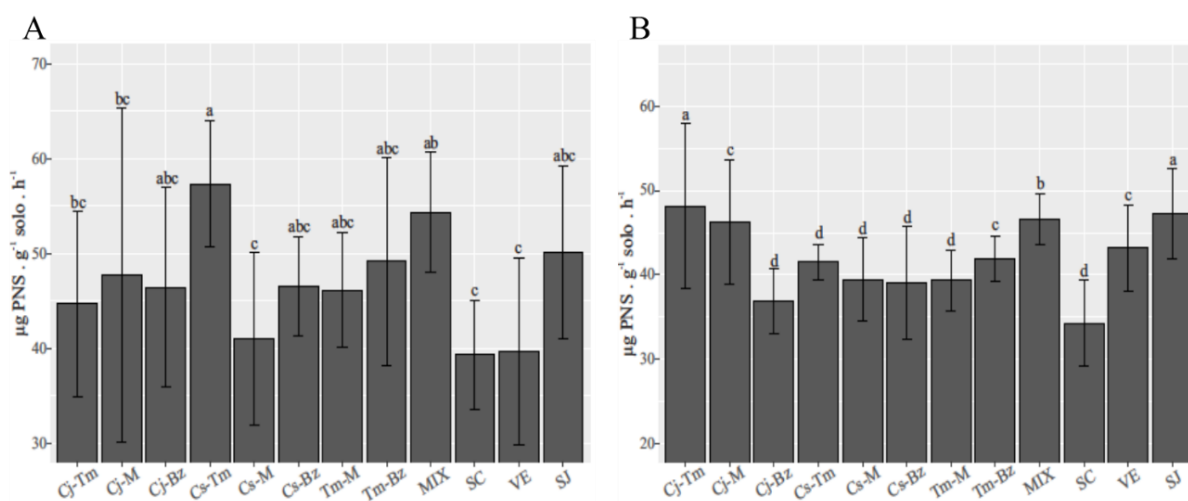 A
70
60
50
40
30
µg PNS . g⁻¹ solo . h⁻¹
bc
bc
abc
a
c
abc
abc
abc
ab
c
c
abc
Cj-Tm
Cj-M
Cj-Bz
Cs-Tm
Cs-M
Cs-Bz
Tm-M
Tm-Bz
MIX
SC
VE
SJ
B
60
50
40
30
20
µg PNS . g⁻¹ solo . h⁻¹
a
c
d
d
d
d
d
d
b
d
c
a
Cj-Tm
Cj-M
Cj-Bz
Cs-Tm
Cs-M
Cs-Bz
Tm-M
Tm-Bz
MIX
SC
VE
SJ